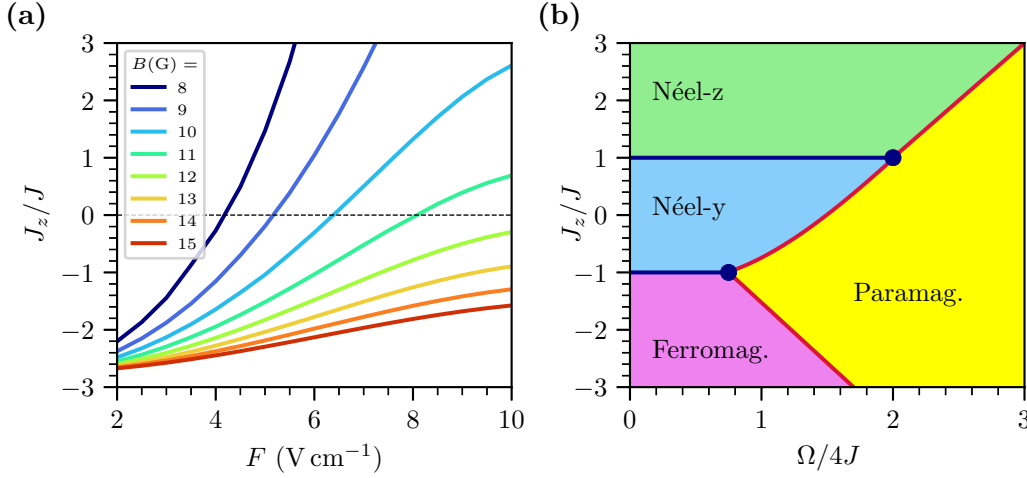 (a)
3
2
1
0
−1
−2
−3
J_z/J
B(G) =
8
9
10
11
12
13
14
15
2
4
6
8
10
F (V cm⁻¹)
(b)
3
2
1
0
−1
−2
−3
J_z/J
Néel-z
Néel-y
Paramag.
Ferromag.
0
1
2
3
Ω/4J